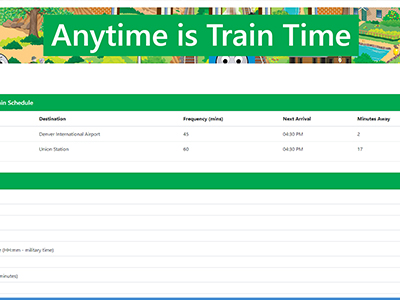 Anytime is Train Time
in Schedule
Destination Frequency (mins) Next Arrival Minutes Away
Denver International Airport 45 04:30 PM 2
Union Station 60 04:30 PM 17
(HH:mm - military time)
minutes)